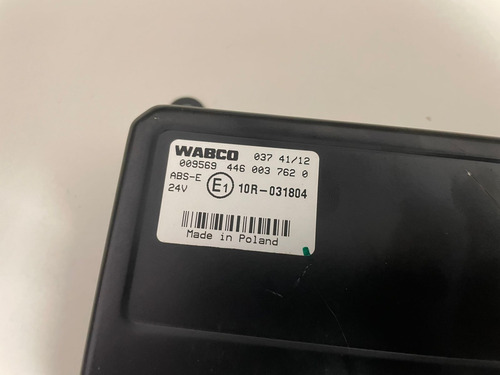 WABCO 037 41/12
009569 446 003 762 0
ABS-E
24V E1 10R-031804
Made in Poland